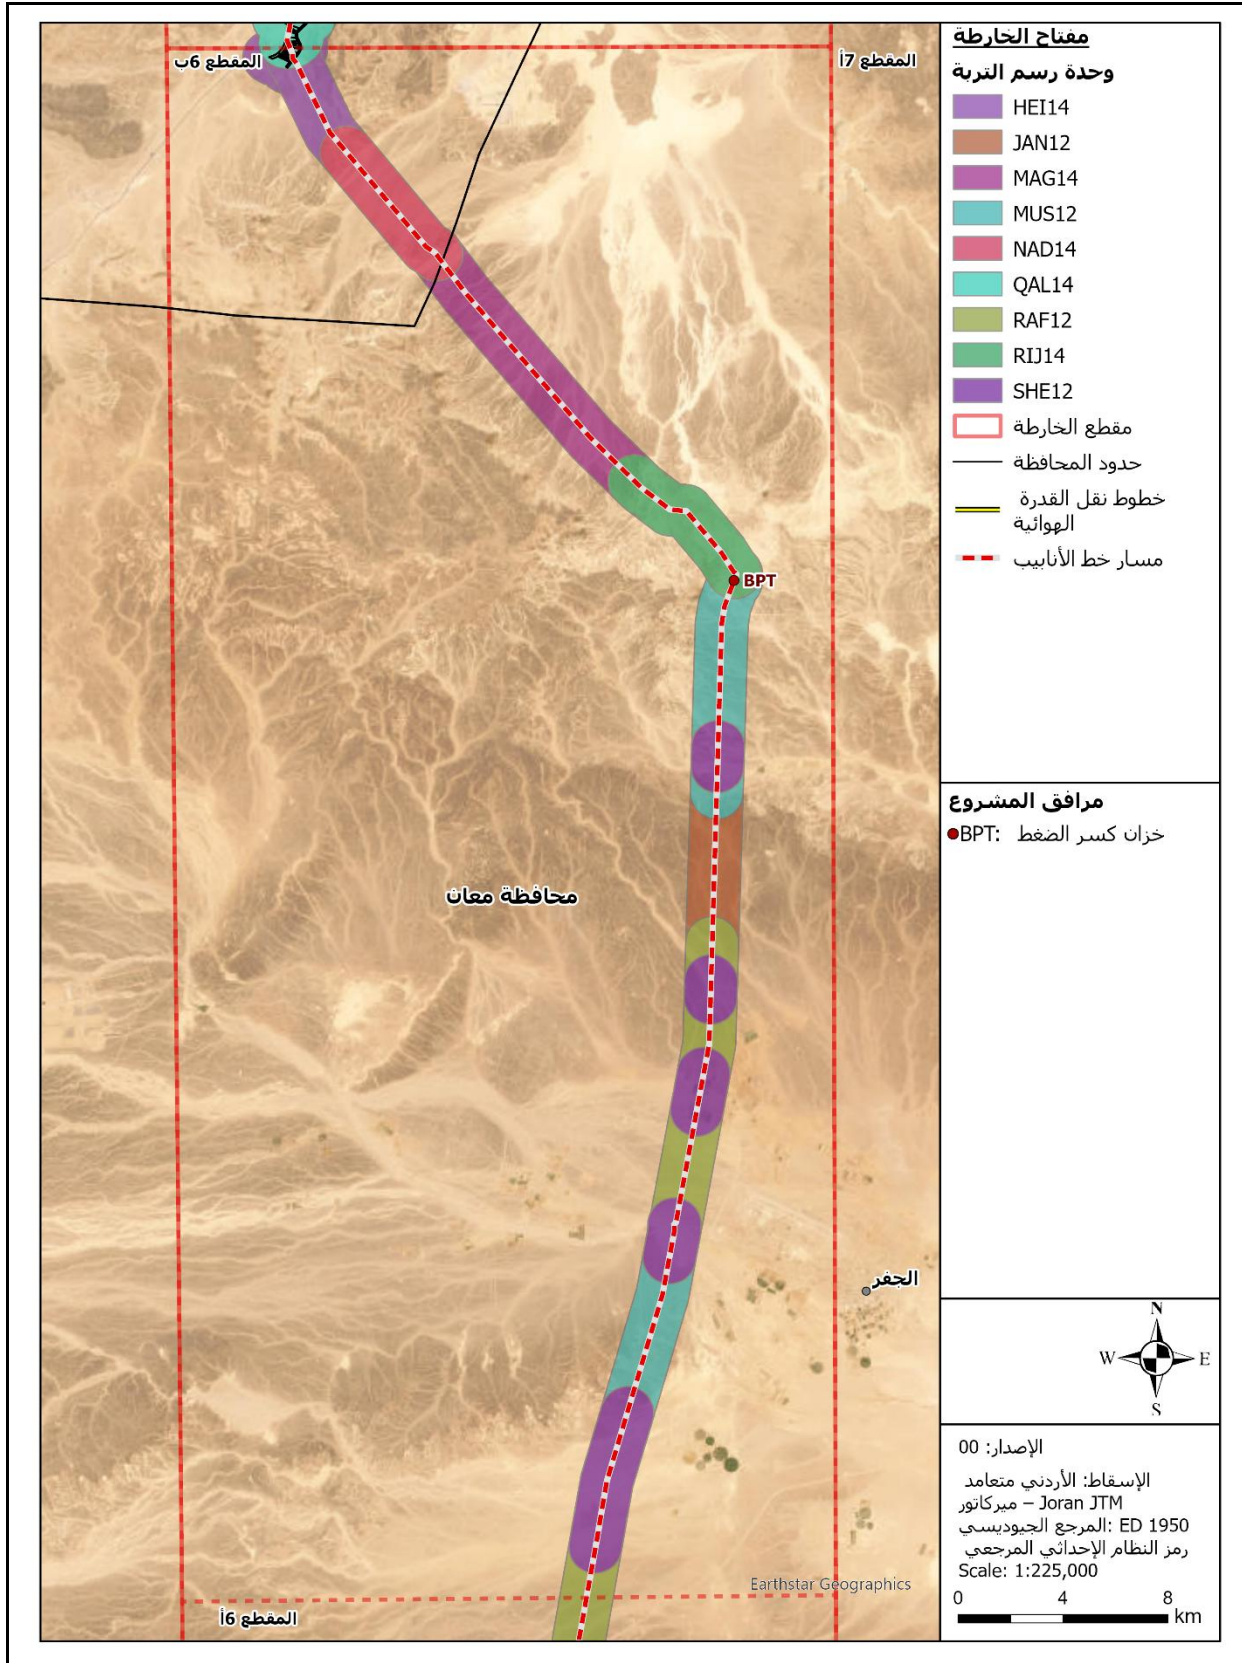 المقطع 6ب
المقطع 7أ
BPT
محافظة معان
الجفر
المقطع 6أ
Earthstar Geographics
مفتاح الخارطة
وحدة رسم التربة
HEI14
JAN12
MAG14
MUS12
NAD14
QAL14
RAF12
RIJ14
SHE12
مقطع الخارطة
حدود المحافظة
خطوط نقل القدرة
الهوائية
مسار خط الأنابيب
مرافق المشروع
BPT: خزان كسر الضغط
N
W E
S
الإصدار: 00
الإسقاط: الأردني متعامد
ميركاتور – Joran JTM
المرجع الجيوديسي: ED 1950
رمز النظام الإحداثي المرجعي
Scale: 1:225,000
0 4 8
km